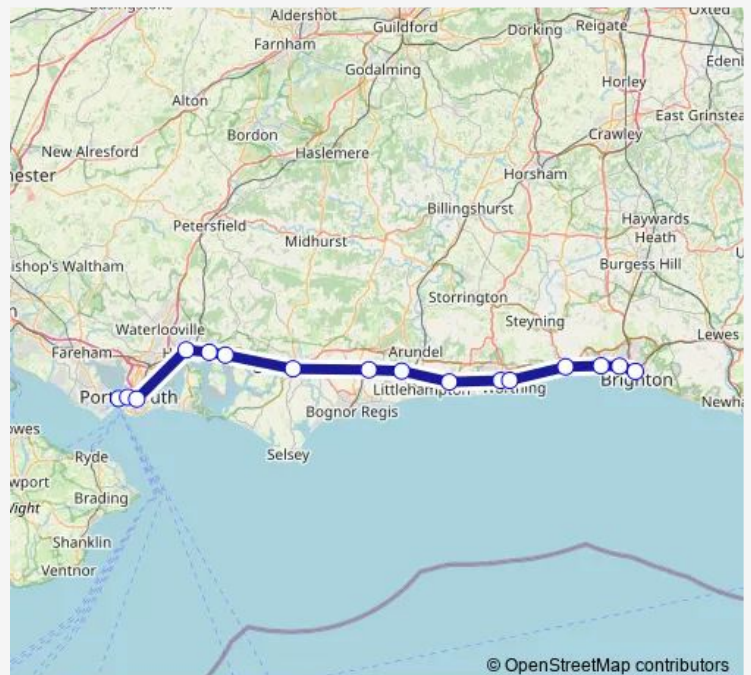 Aldershot
Guildford
Dorking
Reigate
Oxted
Farnham
Godalming
Horley
Alton
East Grinstea
Crawley
Bordon
Haslemere
New Alresford
Horsham
hester
Billingshurst
Petersfield
Haywards
Heath
Midhurst
ishop's Waltham
Burgess Hill
Storrington
Steyning
Waterlooville
Lewes
Fareham
Arundel
Brighton
Littlehampton
Worthing
Newha
Bognor Regis
owes
Selsey
Ryde
wport
Brading
Wight
Shanklin
Ventnor
© OpenStreetMap contributors